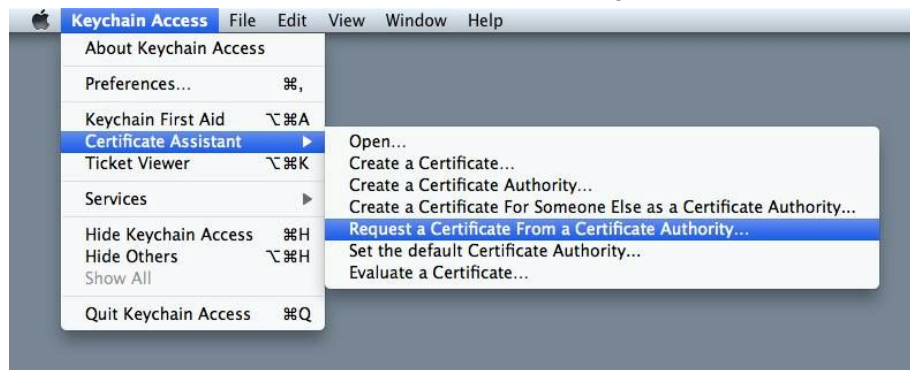 Keychain Access File Edit View Window Help
About Keychain Access
Preferences... ⌘,
Keychain First Aid ⌥⌘A
Certificate Assistant ▶
Ticket Viewer ⌥⌘K
Services ▶
Hide Keychain Access ⌘H
Hide Others ⌥⌘H
Show All
Quit Keychain Access ⌘Q
Open...
Create a Certificate...
Create a Certificate Authority...
Create a Certificate For Someone Else as a Certificate Authority...
Request a Certificate From a Certificate Authority...
Set the default Certificate Authority...
Evaluate a Certificate...